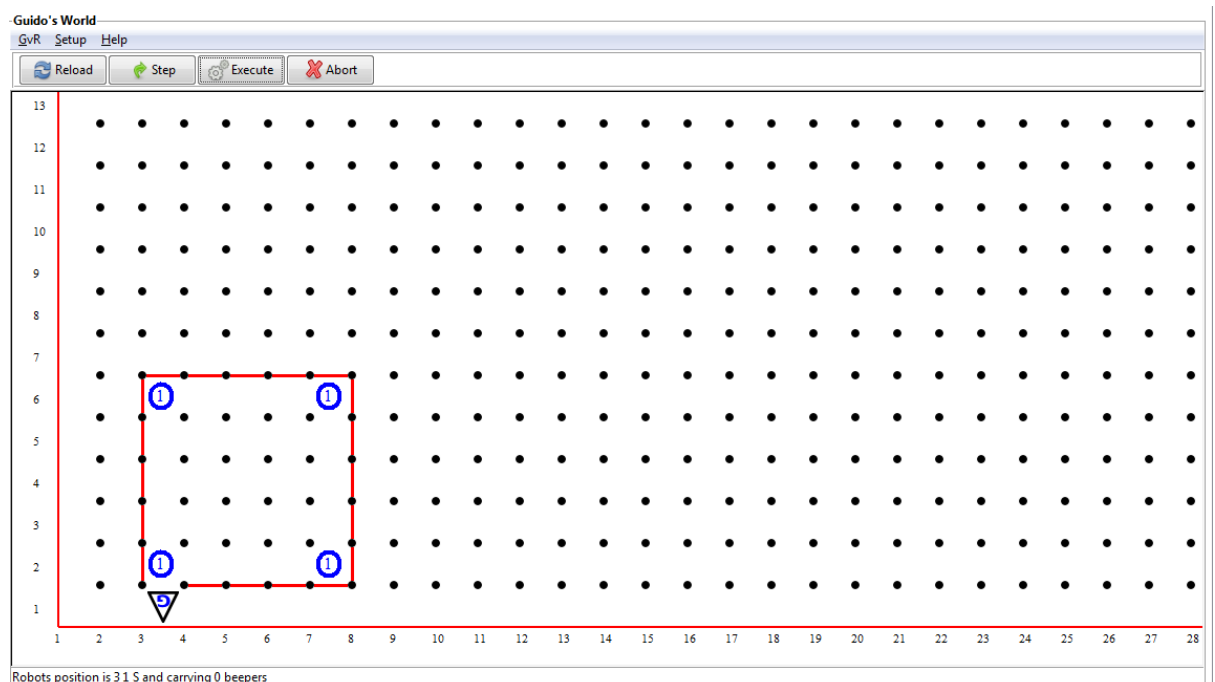 Guido's World
GvR Setup Help
Reload Step Execute Abort
13
12
11
10
9
8
7
6
1 1
5
4
3
2
1 1
1
G
1 2 3 4 5 6 7 8 9 10 11 12 13 14 15 16 17 18 19 20 21 22 23 24 25 26 27 28
Robots position is 3 1 S and carrying 0 beepers